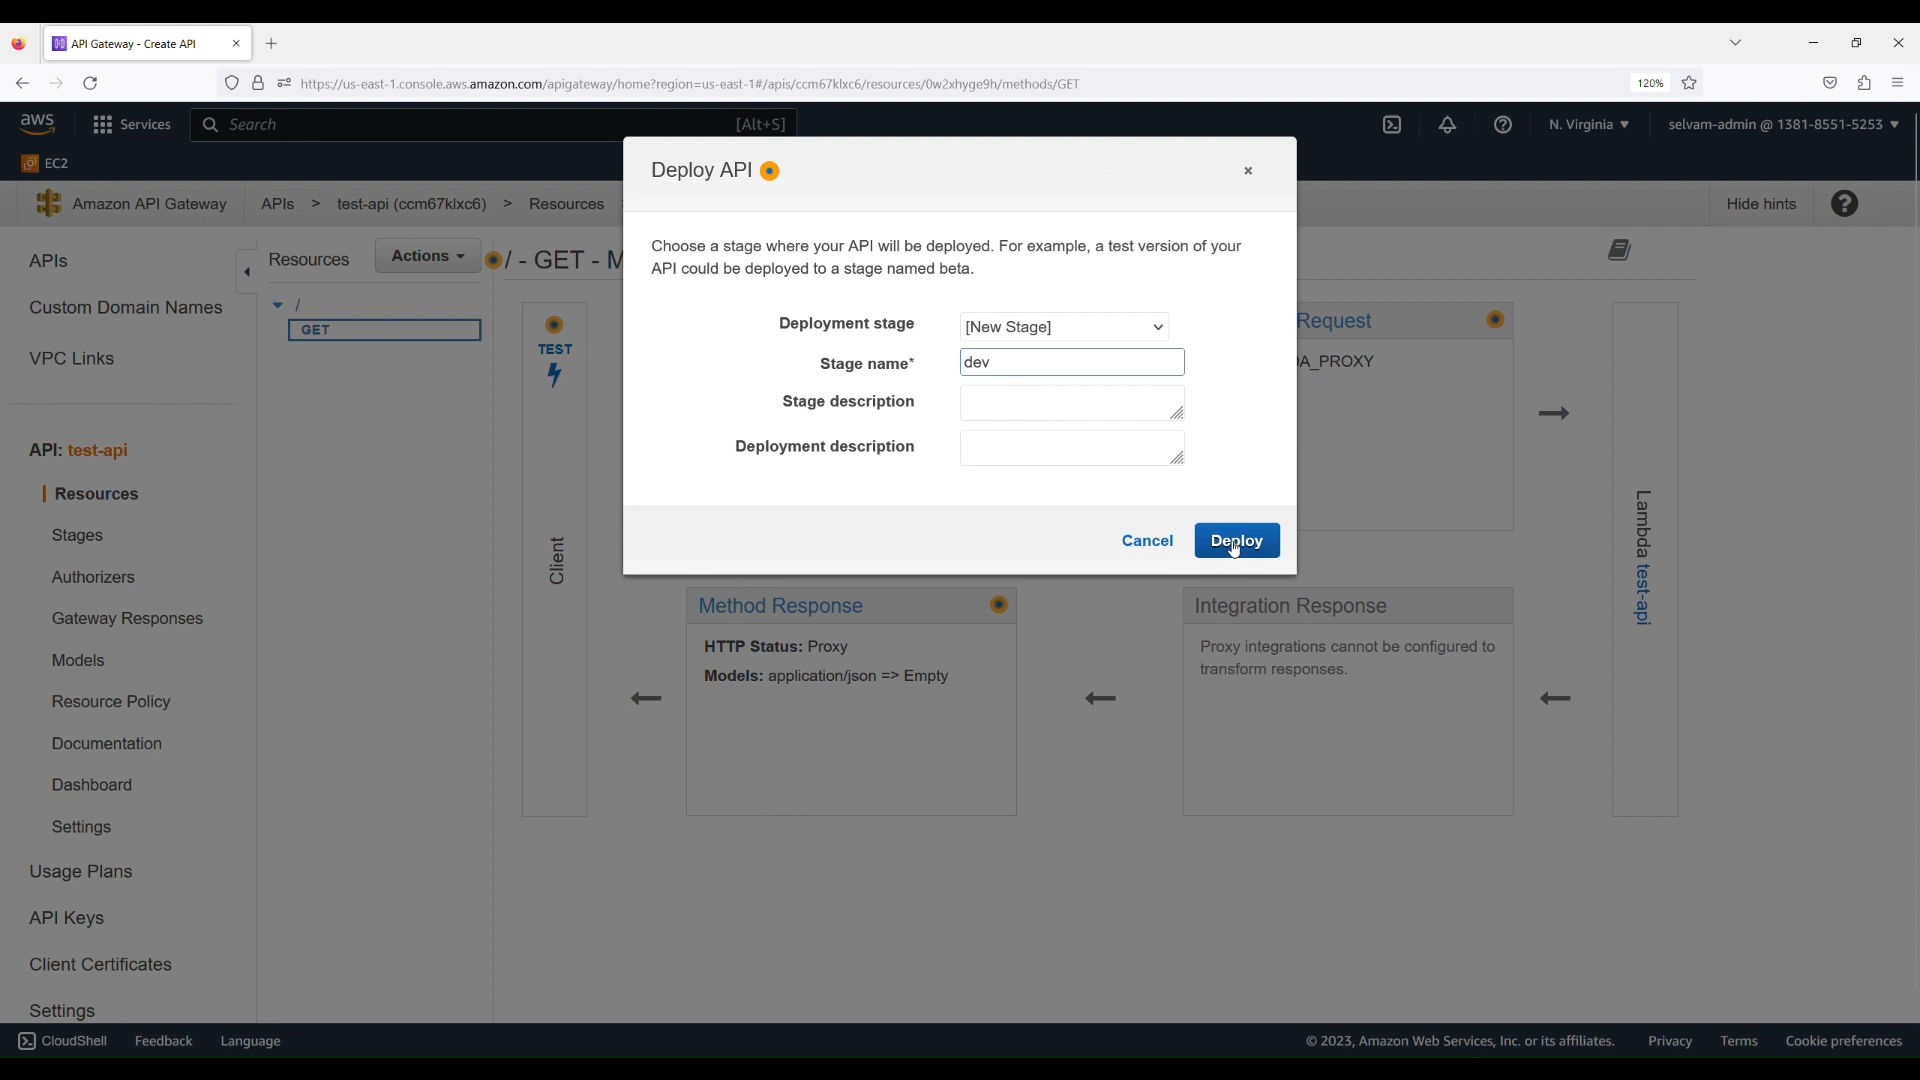 API Gateway - Create API
https://us-east-1.console.aws.amazon.com/apigateway/home?region=us-east-1#/apis/ccm67klxc6/resources/0w2xhyge9h/methods/GET
120%
aws
Services
Search
[Alt+S]
N. Virginia
selvam-admin @ 1381-8551-5253
EC2
Amazon API Gateway
APIs > test-api (ccm67klxc6) > Resources
Hide hints
?
APIs
Custom Domain Names
VPC Links
API: test-api
Resources
Stages
Authorizers
Gateway Responses
Models
Resource Policy
Documentation
Dashboard
Settings
Usage Plans
API Keys
Client Certificates
Settings
Resources
Actions
/
GET
/ - GET - M
TEST
Client
Deploy API
Choose a stage where your API will be deployed. For example, a test version of your
API could be deployed to a stage named beta.
Deployment stage
[New Stage]
Stage name*
dev
Stage description
Deployment description
Cancel
Deploy
Request
A_PROXY
Method Response
HTTP Status: Proxy
Models: application/json => Empty
Integration Response
Proxy integrations cannot be configured to
transform responses.
Lambda test-api
CloudShell
Feedback
Language
© 2023, Amazon Web Services, Inc. or its affiliates.
Privacy
Terms
Cookie preferences